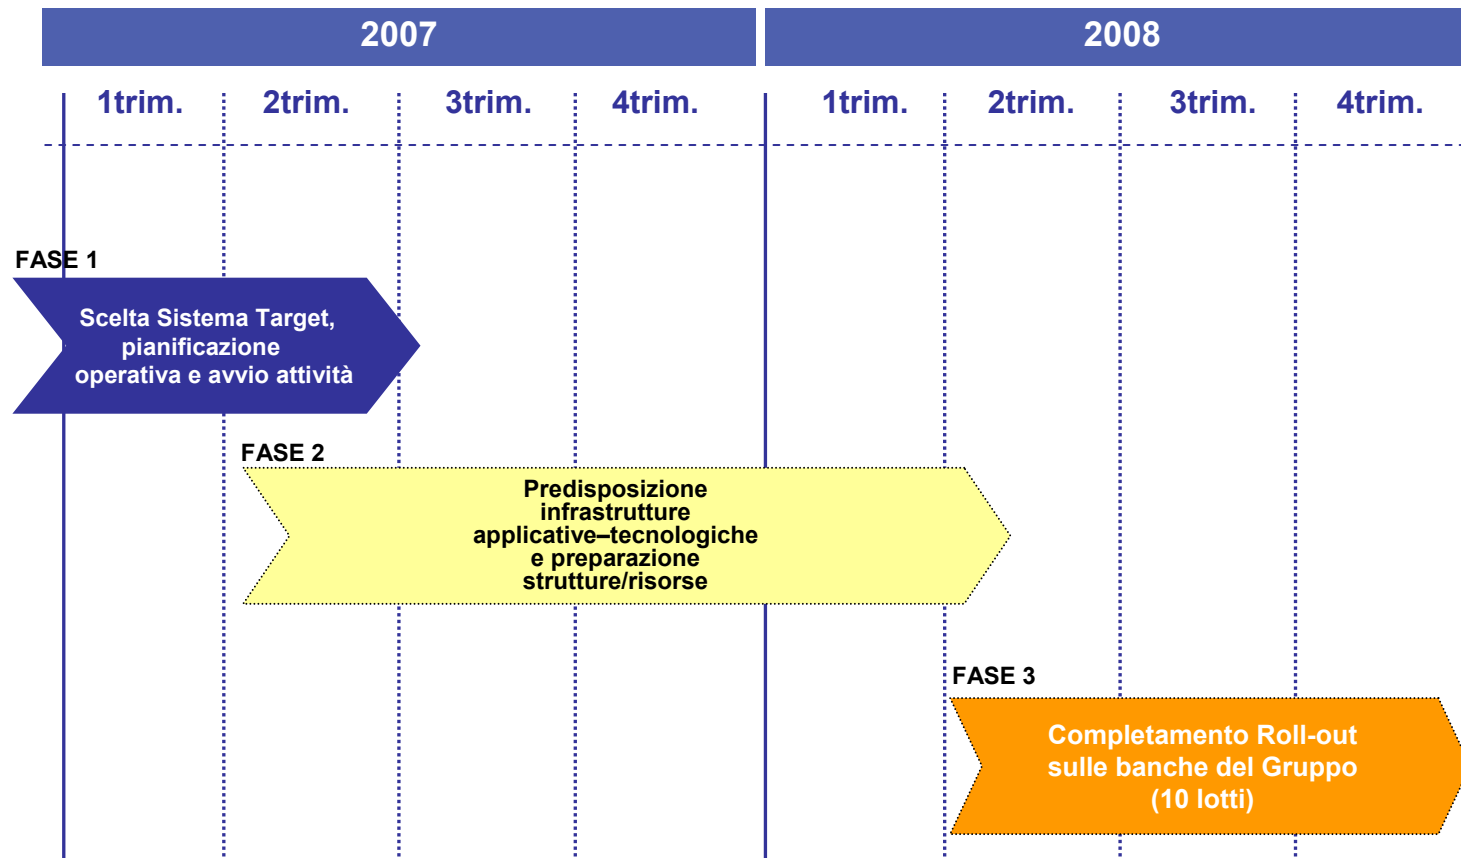 2007
2008
1trim.
2trim.
3trim.
4trim.
1trim.
2trim.
3trim.
4trim.
FASE 1
Scelta Sistema Target,
pianificazione
operativa e avvio attività
FASE 2
Predisposizione
infrastrutture
applicative–tecnologiche
e preparazione
strutture/risorse
FASE 3
Completamento Roll-out
sulle banche del Gruppo
(10 lotti)